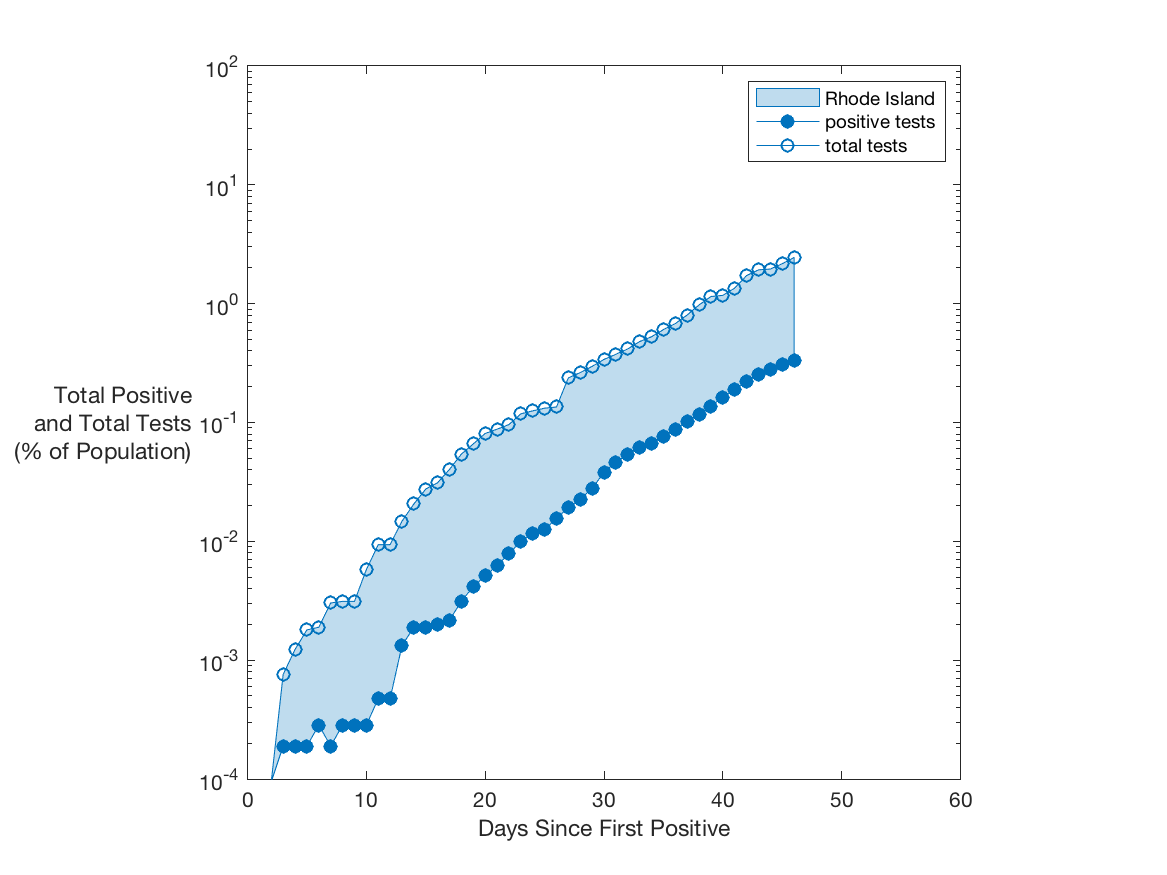 10^2
Rhode Island
positive tests
total tests
10^1
10^0
Total Positive
and Total Tests
(% of Population)
10^-1
10^-2
10^-3
10^-4
0 10 20 30 40 50 60
Days Since First Positive